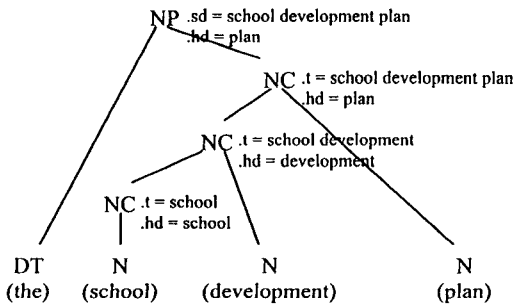 NP .sd = school development plan
.hd = plan
NC .t = school development plan
.hd = plan
NC .t = school development
.hd = development
NC .t = school
.hd = school
DT N N N
(the) (school) (development) (plan)